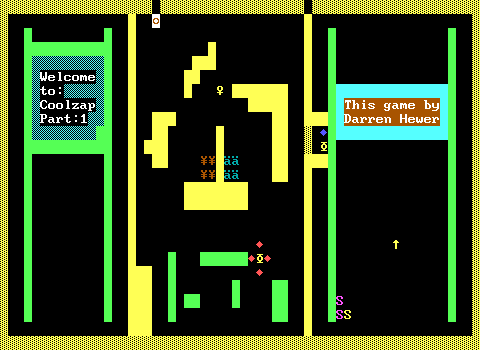 Welcome
to:
Coolzap
Part:1
This game by
Darren Hewer